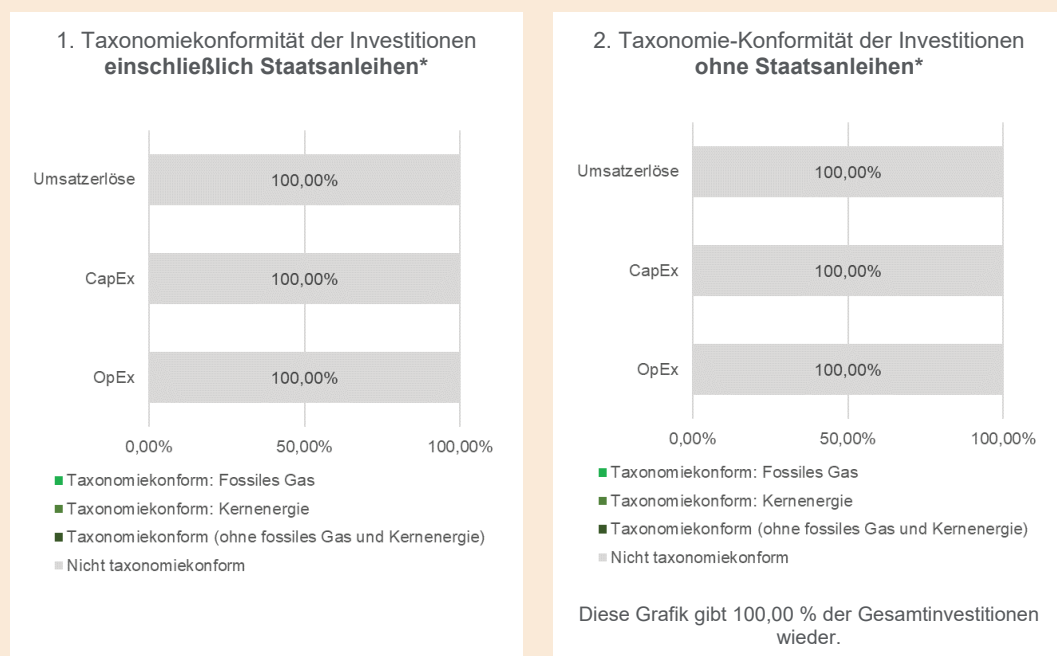 1. Taxonomiekonformität der Investitionen
einschließlich Staatsanleihen*
Umsatzerlöse
100,00%
CapEx
100,00%
OpEx
100,00%
0,00%
50,00%
100,00%
Taxonomiekonform: Fossiles Gas
Taxonomiekonform: Kernenergie
Taxonomiekonform (ohne fossiles Gas und Kernenergie)
Nicht taxonomiekonform
2. Taxonomie-Konformität der Investitionen
ohne Staatsanleihen*
Umsatzerlöse
100,00%
CapEx
100,00%
OpEx
100,00%
0,00%
50,00%
100,00%
Taxonomiekonform: Fossiles Gas
Taxonomiekonform: Kernenergie
Taxonomiekonform (ohne fossiles Gas und Kernenergie)
Nicht taxonomiekonform
Diese Grafik gibt 100,00 % der Gesamtinvestitionen
wieder.